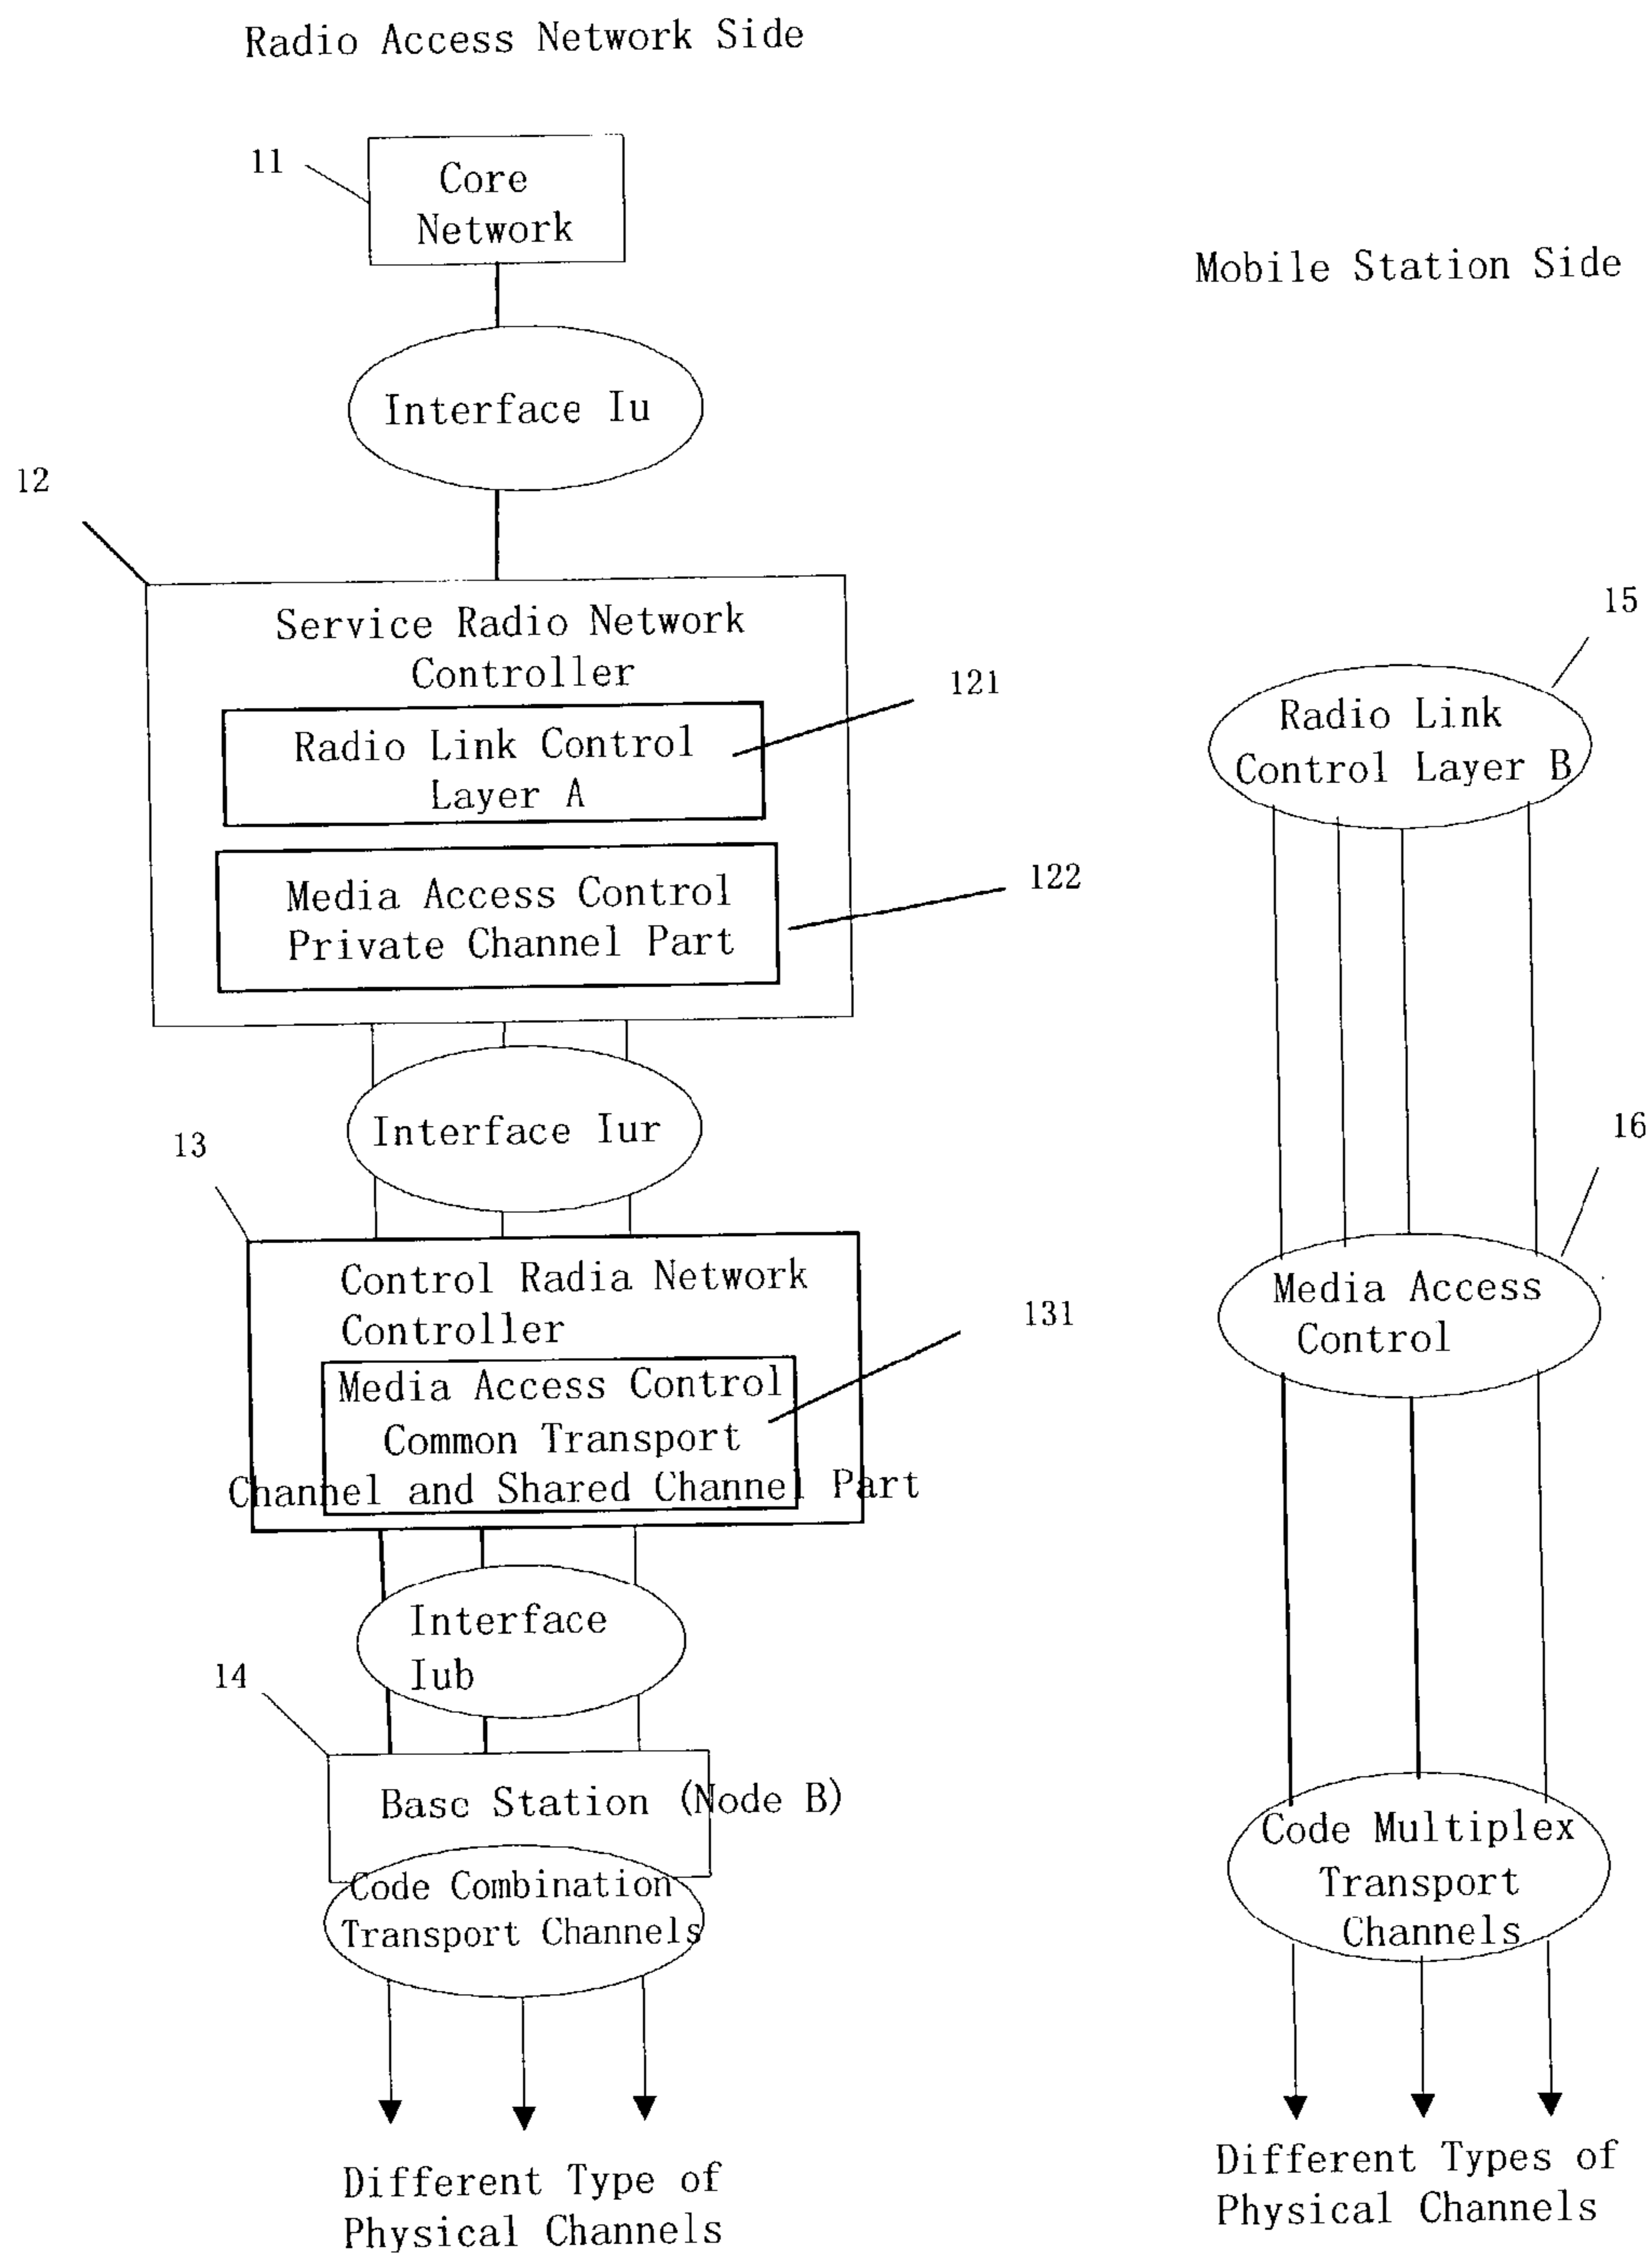 Radio Access Network Side
11
Core
Network
Mobile Station Side
Interface Iu
12
Service Radio Network
Controller
121
Radio Link Control
Layer A
122
Media Access Control
Private Channel Part
15
Radio Link
Control Layer B
Interface Iur
13
Control Radia Network
Controller
131
Media Access Control
Common Transport
Channel and Shared Channel Part
16
Media Access
Control
Interface
Iub
14
Base Station (Node B)
Code Combination
Transport Channels
Code Multiplex
Transport
Channels
Different Type of
Physical Channels
Different Types of
Physical Channels